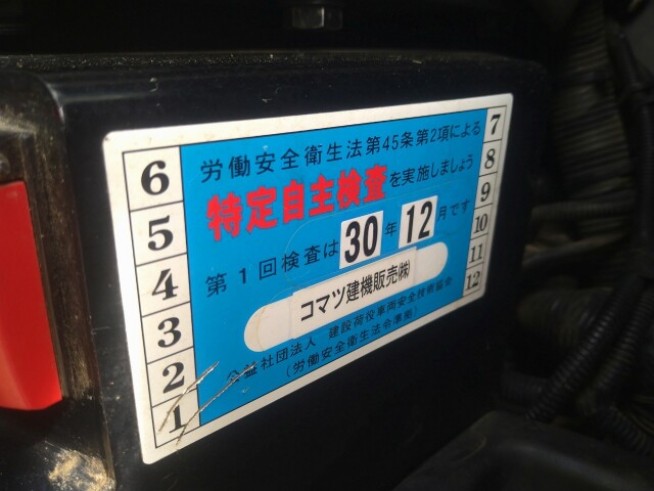 労働安全衛生法第45条第2項による
特定自主検査を実施しましょう
第1回検査は30年12月です
コマツ建機販売㈱
公益社団法人 建設荷役車両安全技術協会
(労働安全衛生法令準拠)
6
5
4
3
2
1
7
8
9
10
11
12